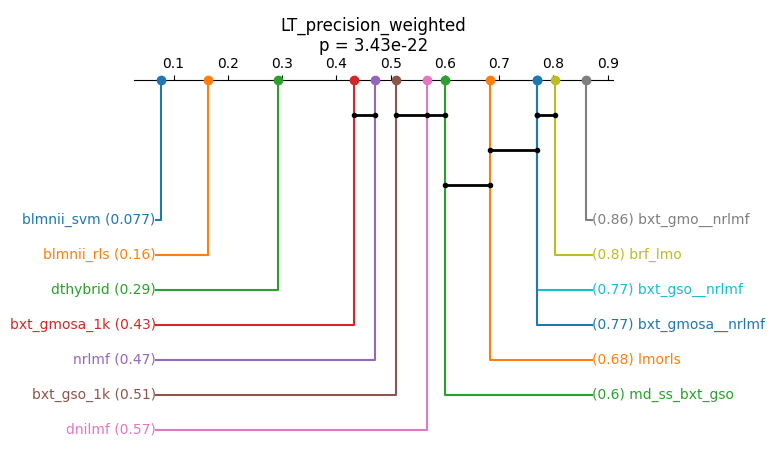 LT_precision_weighted
p = 3.43e-22
0.1 0.2 0.3 0.4 0.5 0.6 0.7 0.8 0.9
blmnii_svm (0.077) (0.86) bxt_gmo__nrlmf
blmnii_rls (0.16) (0.8) brf_lmo
dthybrid (0.29) (0.77) bxt_gso__nrlmf
bxt_gmosa_1k (0.43) (0.77) bxt_gmosa__nrlmf
nrlmf (0.47) (0.68) lmorls
bxt_gso_1k (0.51) (0.6) md_ss_bxt_gso
dnilmf (0.57)